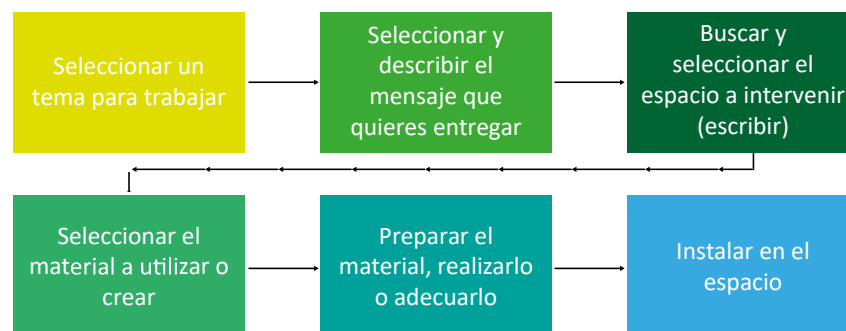 Seleccionar un
tema para trabajar
Seleccionar y
describir el
mensaje que
quieres entregar
Buscar y
seleccionar el
espacio a intervenir
(escribir)
Seleccionar el
material a utilizar o
crear
Preparar el
material, realizarlo
o adecuarlo
Instalar en el
espacio